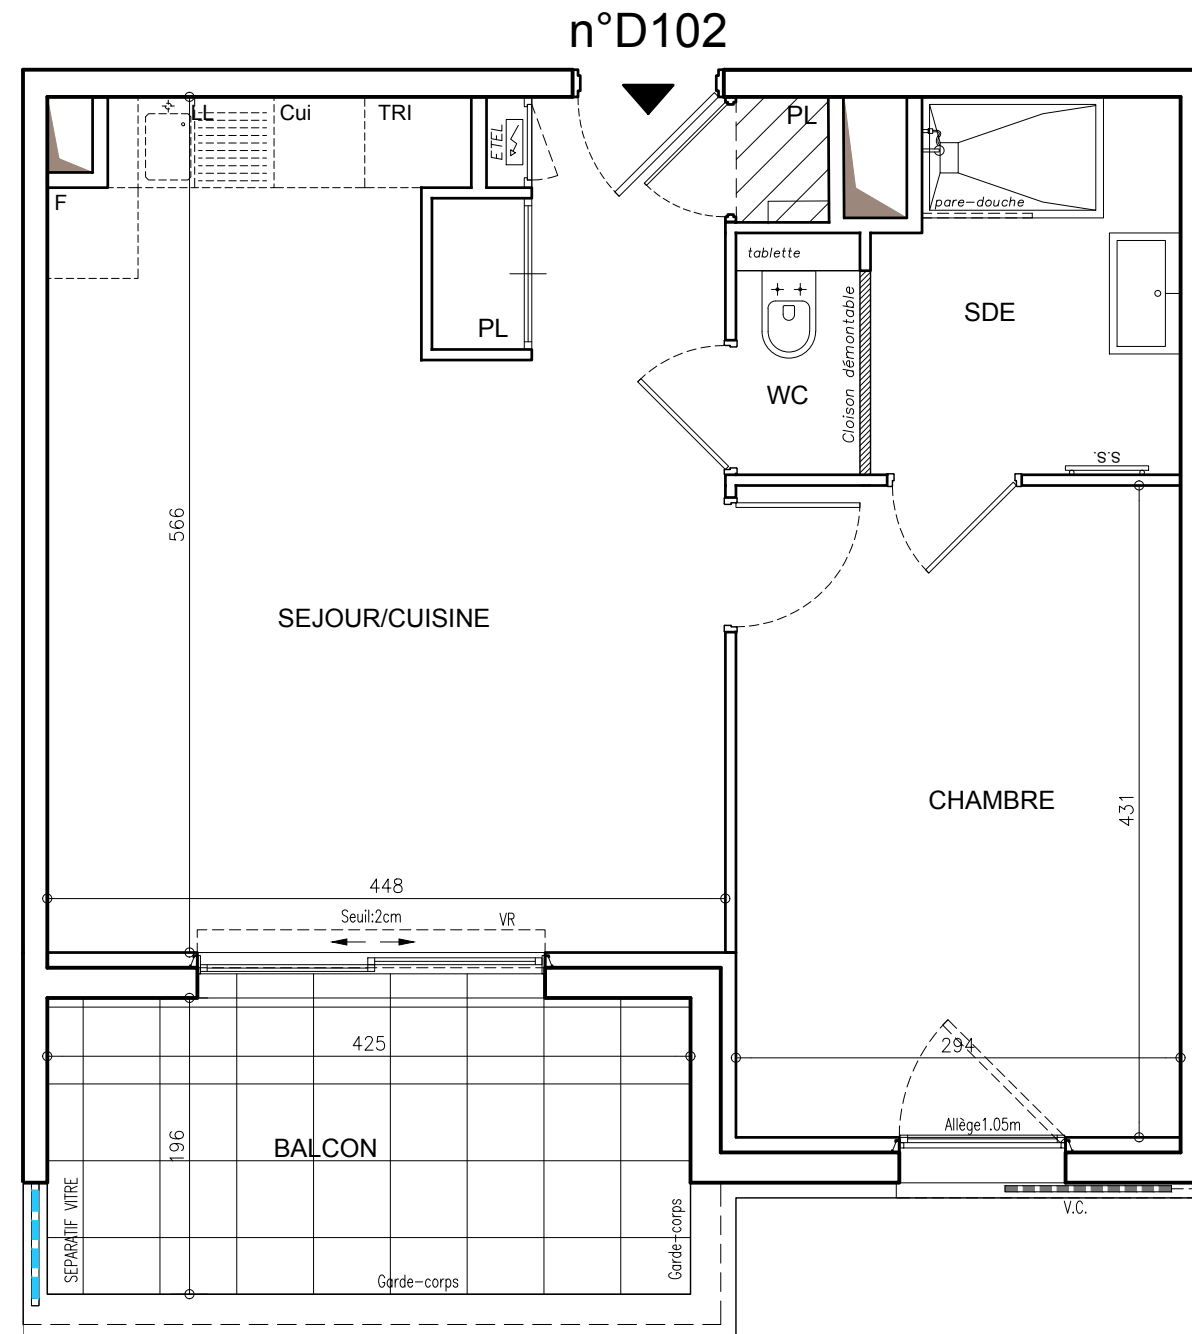 n°D102
LL
Cui
TRI
ETEL
PL
F
pare-douche
tablette
PL
SDE
Cloison démontable
WC
S.S.
566
SEJOUR/CUISINE
CHAMBRE
431
448
Seuil:2cm
VR
425
294
Allège1.05m
196
BALCON
SEPARATIF VITRE
Garde-corps
Garde-corps
V.C.